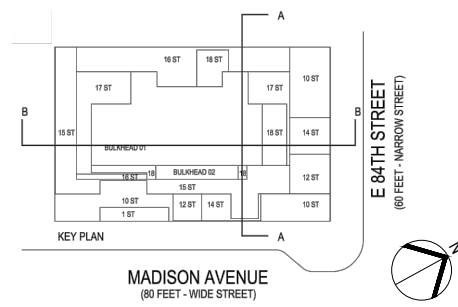 A
16 ST
18 ST
17 ST
17 ST
10 ST
B
B
15 ST
18 ST
14 ST
BULKHEAD 01
16 ST
18
BULKHEAD 02
18
12 ST
15 ST
10 ST
12 ST
14 ST
10 ST
1 ST
KEY PLAN
A
E 84TH STREET
(60 FEET - NARROW STREET)
MADISON AVENUE
(80 FEET - WIDE STREET)
N